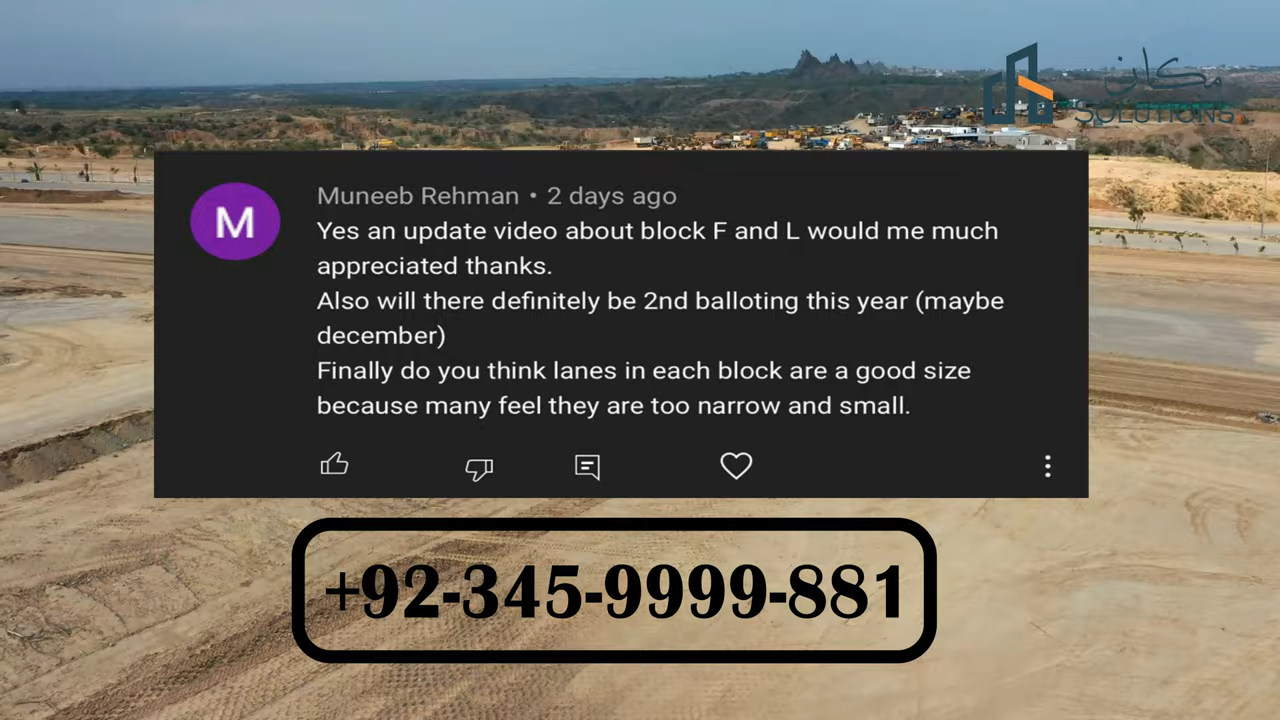 مکان
SOLUTIONS
M
Muneeb Rehman • 2 days ago
Yes an update video about block F and L would me much
appreciated thanks.
Also will there definitely be 2nd balloting this year (maybe
december)
Finally do you think lanes in each block are a good size
because many feel they are too narrow and small.
+92-345-9999-881